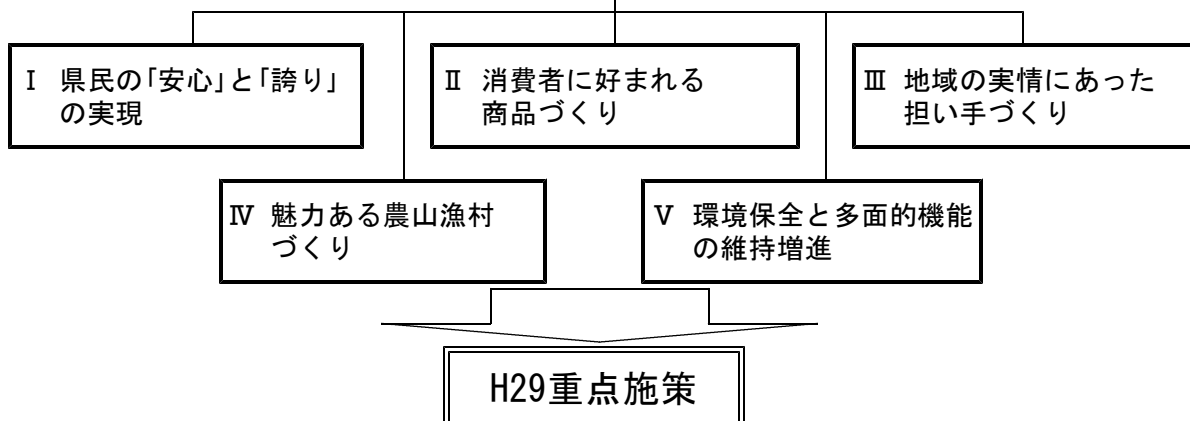 Ⅰ 県民の｢安心｣と｢誇り｣
の実現
Ⅱ 消費者に好まれる
商品づくり
Ⅲ 地域の実情にあった
担い手づくり
Ⅳ 魅力ある農山漁村
づくり
Ⅴ 環境保全と多面的機能
の維持増進
H29重点施策